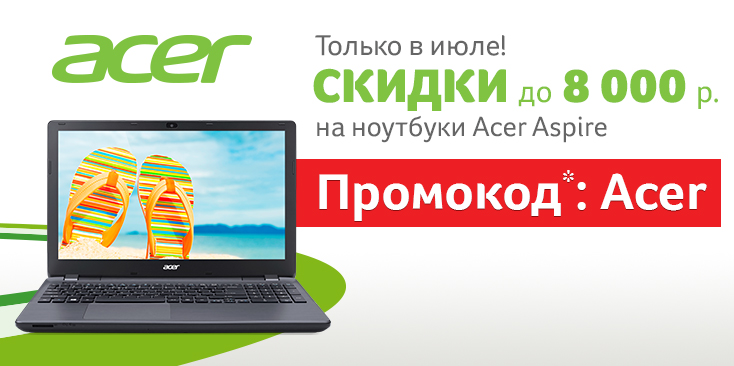 acer
Только в июле!
СКИДКИ до 8 000 р.
на ноутбуки Acer Aspire
Промокод*: Acer
acer